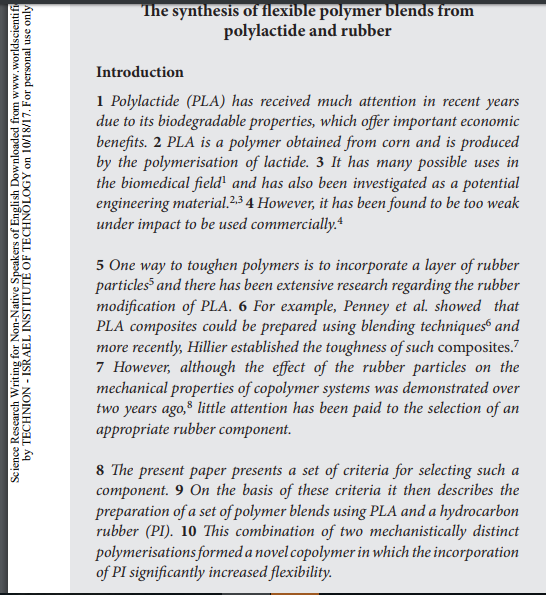 The synthesis of flexible polymer blends from
polylactide and rubber
Introduction
1 Polylactide (PLA) has received much attention in recent years
due to its biodegradable properties, which offer important economic
benefits. 2 PLA is a polymer obtained from corn and is produced
by the polymerisation of lactide. 3 It has many possible uses in
the biomedical field¹ and has also been investigated as a potential
engineering material.²,³ 4 However, it has been found to be too weak
under impact to be used commercially.⁴
5 One way to toughen polymers is to incorporate a layer of rubber
particles⁵ and there has been extensive research regarding the rubber
modification of PLA. 6 For example, Penney et al. showed that
PLA composites could be prepared using blending techniques⁶ and
more recently, Hillier established the toughness of such composites.⁷
7 However, although the effect of the rubber particles on the
mechanical properties of copolymer systems was demonstrated over
two years ago,⁸ little attention has been paid to the selection of an
appropriate rubber component.
8 The present paper presents a set of criteria for selecting such a
component. 9 On the basis of these criteria it then describes the
preparation of a set of polymer blends using PLA and a hydrocarbon
rubber (PI). 10 This combination of two mechanistically distinct
polymerisations formed a novel copolymer in which the incorporation
of PI significantly increased flexibility.
Science Research Writing for Non-Native Speakers of English Downloaded from www.worldscientifi
by TECHNION - ISRAEL INSTITUTE OF TECHNOLOGY on 10/18/17. For personal use only